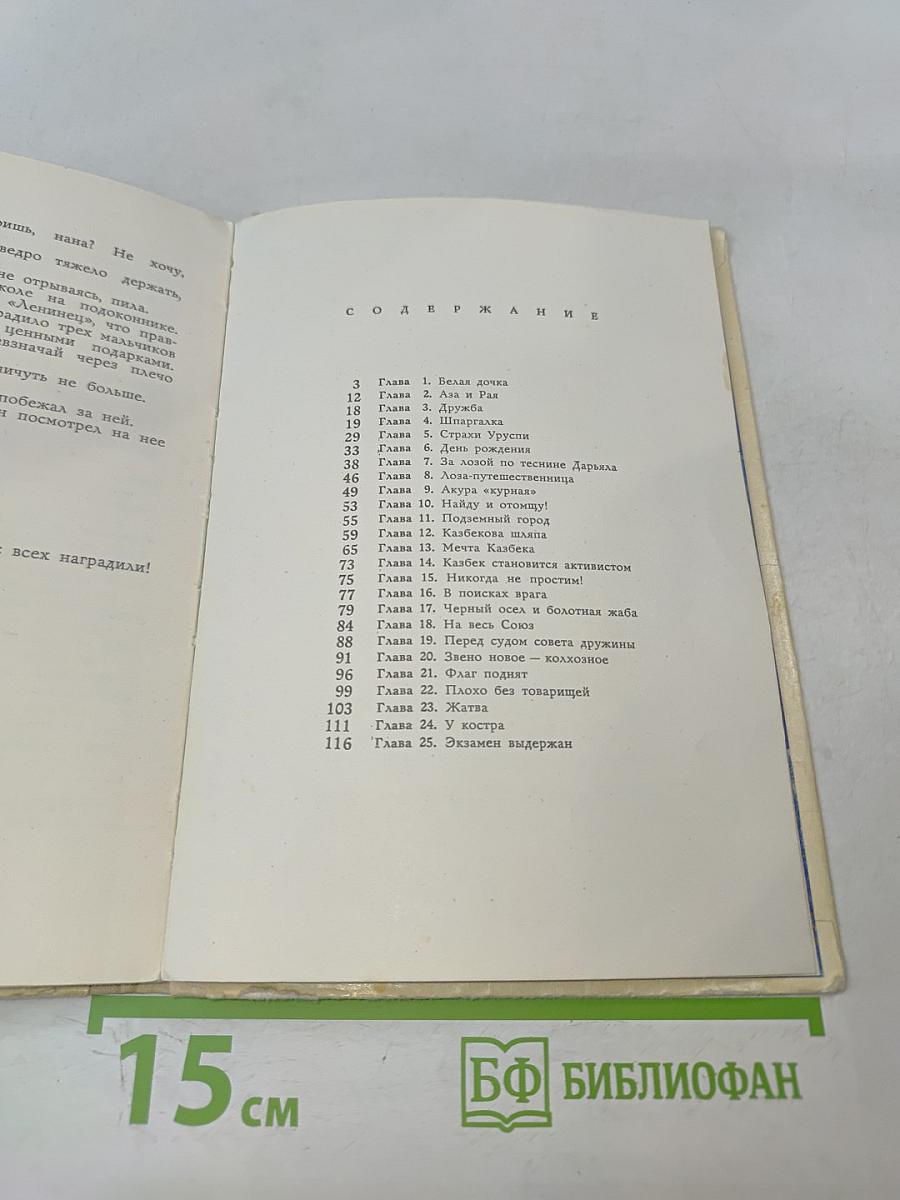 ришь, нана? Не хочу,
ведро тяжело держать,
не отрываясь, пила.
коле на подоконнике.
«Ленинец», что прав-
радило трех мальчиков
ценными подарками.
евзначай через плечо
ничуть не больше.
побежал за ней.
н посмотрел на нее
всех наградили!
СОДЕРЖАНИЕ
3 Глава 1. Белая дочка
12 Глава 2. Аза и Рая
18 Глава 3. Дружба
19 Глава 4. Шпаргалка
29 Глава 5. Страхи Уруспи
33 Глава 6. День рождения
38 Глава 7. За лозой по теснине Дарьяла
46 Глава 8. Лоза-путешественница
49 Глава 9. Акура «курная»
53 Глава 10. Найду и отомщу!
55 Глава 11. Подземный город
59 Глава 12. Казбекова шляпа
65 Глава 13. Мечта Казбека
73 Глава 14. Казбек становится активистом
75 Глава 15. Никогда не простим!
77 Глава 16. В поисках врага
79 Глава 17. Черный осел и болотная жаба
84 Глава 18. На весь Союз
88 Глава 19. Перед судом совета дружины
91 Глава 20. Звено новое — колхозное
96 Глава 21. Флаг поднят
99 Глава 22. Плохо без товарищей
103 Глава 23. Жатва
111 Глава 24. У костра
116 Глава 25. Экзамен выдержан
15 см
БФ БИБЛИОФАН